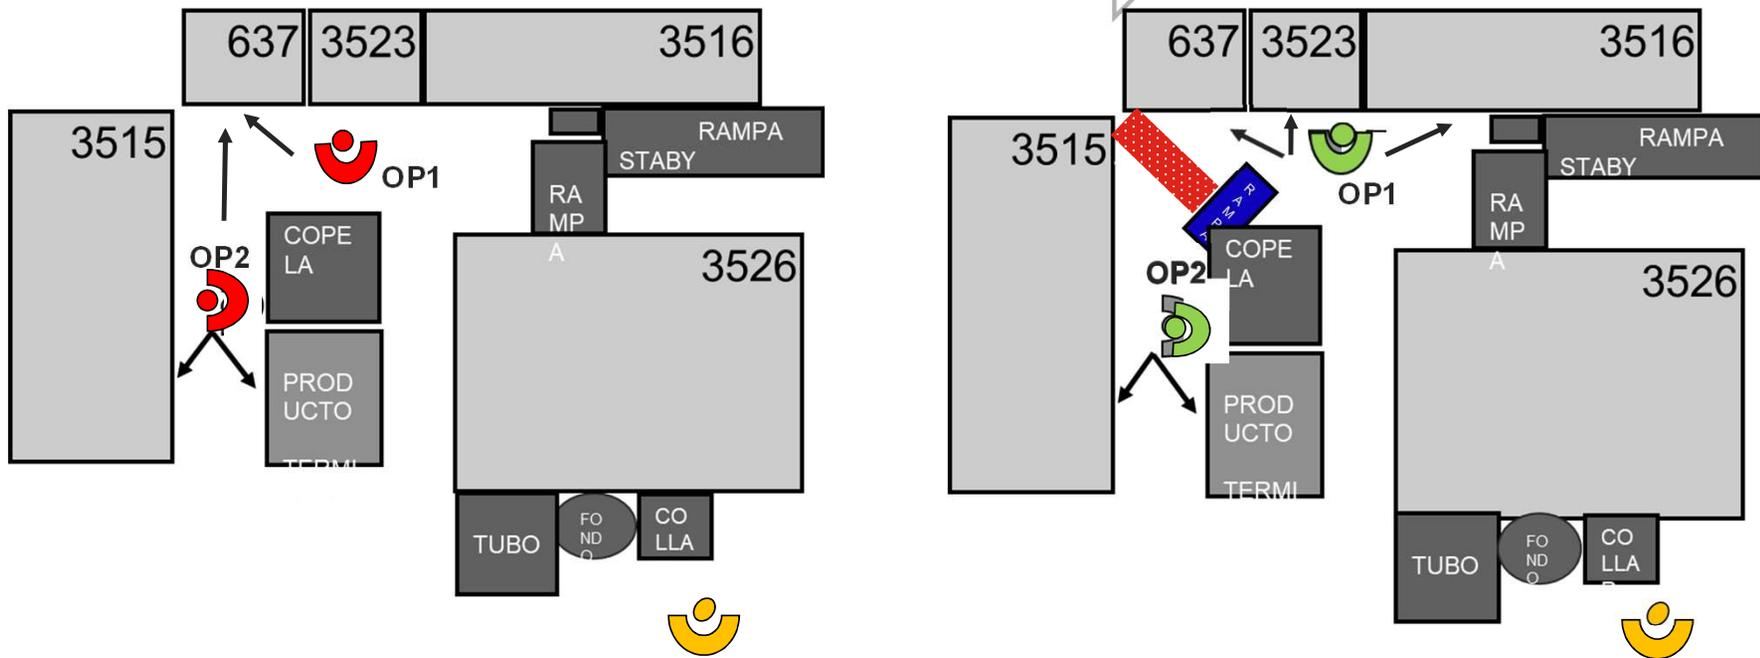 637
3523
3516
3515
RAMPA
STABY
OP1
RA
MP
A
COPE
LA
OP2
3526
PROD
UCTO
TERMI
TUBO
FO
ND
O
CO
LLA
637
3523
3516
3515
RAMPA
STABY
OP1
RA
MP
A
R
A
M
P
A
COPE
LA
OP2
3526
PROD
UCTO
TERMI
TUBO
FO
ND
O
CO
LLA
R